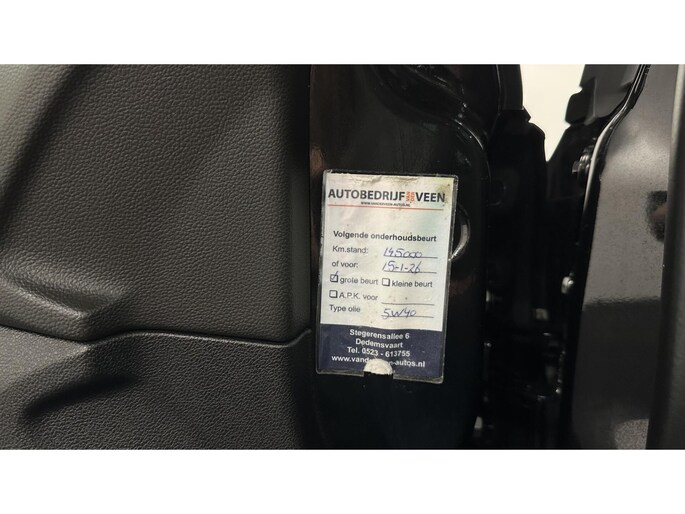 AUTOBEDRIJF VEEN
Volgende onderhoudsbeurt
Km.stand: 145000
of voor: 15-1-26
☑ grote beurt ☐ kleine beurt
☐ A.P.K. voor
Type olie 5W40
Stegerensallee 6
Dedemsvaart
Tel. 0523 - 613755